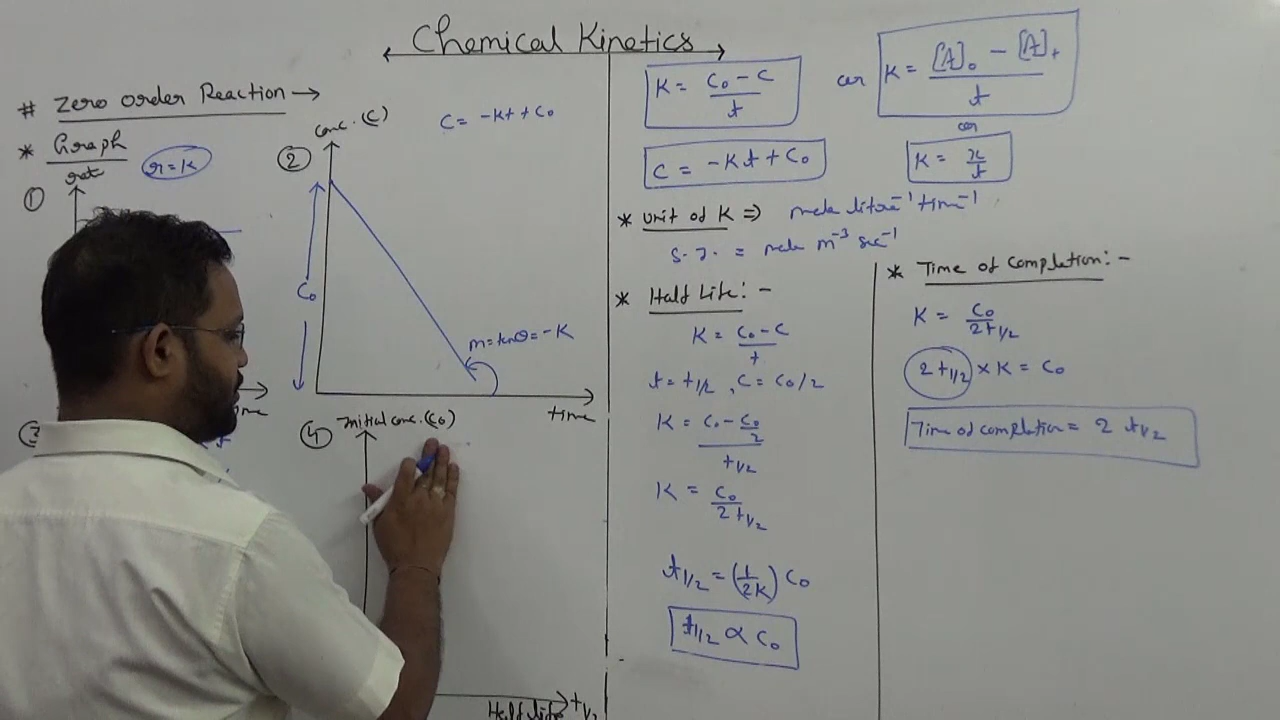 Chemical Kinetics
# Zero order Reaction →
* Graph
r = K
①
rate
time
②
conc. (C)
C = -Kt + C₀
C₀
m = tanθ = -K
time
③
④
Initial conc. (C₀)
Half life t₁/₂
K = C₀ - C / t
or
K = [A]₀ - [A]t / t
or
C = -Kt + C₀
K = x / t
* Unit of K ⇒ mole litre⁻¹ time⁻¹
S.I. = mole m⁻³ sec⁻¹
* Half Life :-
K = C₀ - C / t
t = t₁/₂ , C = C₀/2
K = C₀ - C₀/2 / t₁/₂
K = C₀ / 2t₁/₂
t₁/₂ = (1/2K) C₀
t₁/₂ ∝ C₀
* Time of Completion :-
K = C₀ / 2t₁/₂
2t₁/₂ × K = C₀
Time of completion = 2 t₁/₂